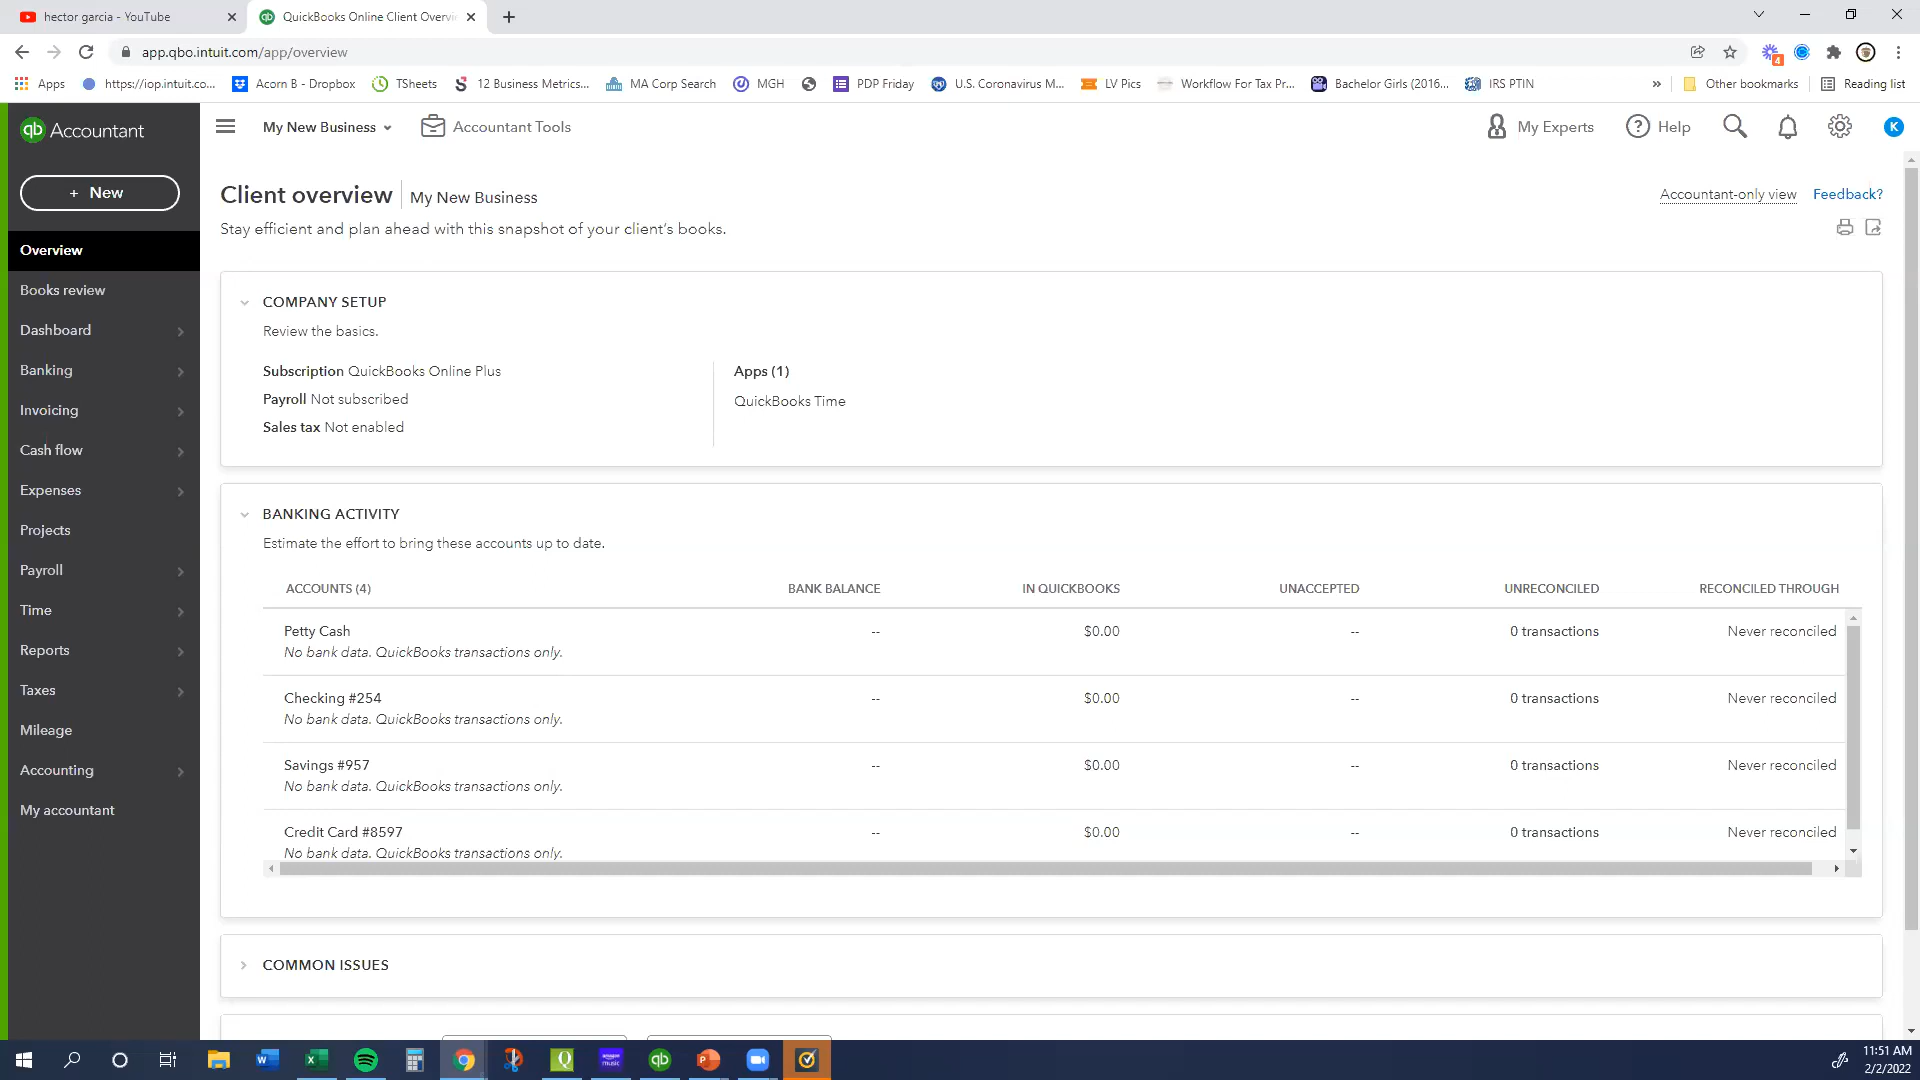 hector garcia - YouTube
QuickBooks Online Client Overvi
app.qbo.intuit.com/app/overview
4
Apps
https://iop.intuit.co...
Acorn B - Dropbox
TSheets
12 Business Metrics...
MA Corp Search
MGH
PDP Friday
U.S. Coronavirus M...
LV Pics
Workflow For Tax Pr...
Bachelor Girls (2016...
IRS PTIN
Other bookmarks
Reading list
qb Accountant
My New Business
Accountant Tools
My Experts
Help
K
+ New
Overview
Books review
Dashboard
Banking
Invoicing
Cash flow
Expenses
Projects
Payroll
Time
Reports
Taxes
Mileage
Accounting
My accountant
Client overview My New Business
Accountant-only view
Feedback?
Stay efficient and plan ahead with this snapshot of your client's books.
COMPANY SETUP
Review the basics.
Subscription QuickBooks Online Plus
Payroll Not subscribed
Sales tax Not enabled
Apps (1)
QuickBooks Time
BANKING ACTIVITY
Estimate the effort to bring these accounts up to date.
ACCOUNTS (4) BANK BALANCE IN QUICKBOOKS UNACCEPTED UNRECONCILED RECONCILED THROUGH
Petty Cash -- $0.00 -- 0 transactions Never reconciled
No bank data. QuickBooks transactions only.
Checking #254 -- $0.00 -- 0 transactions Never reconciled
No bank data. QuickBooks transactions only.
Savings #957 -- $0.00 -- 0 transactions Never reconciled
No bank data. QuickBooks transactions only.
Credit Card #8597 -- $0.00 -- 0 transactions Never reconciled
No bank data. QuickBooks transactions only.
COMMON ISSUES
11:51 AM
2/2/2022